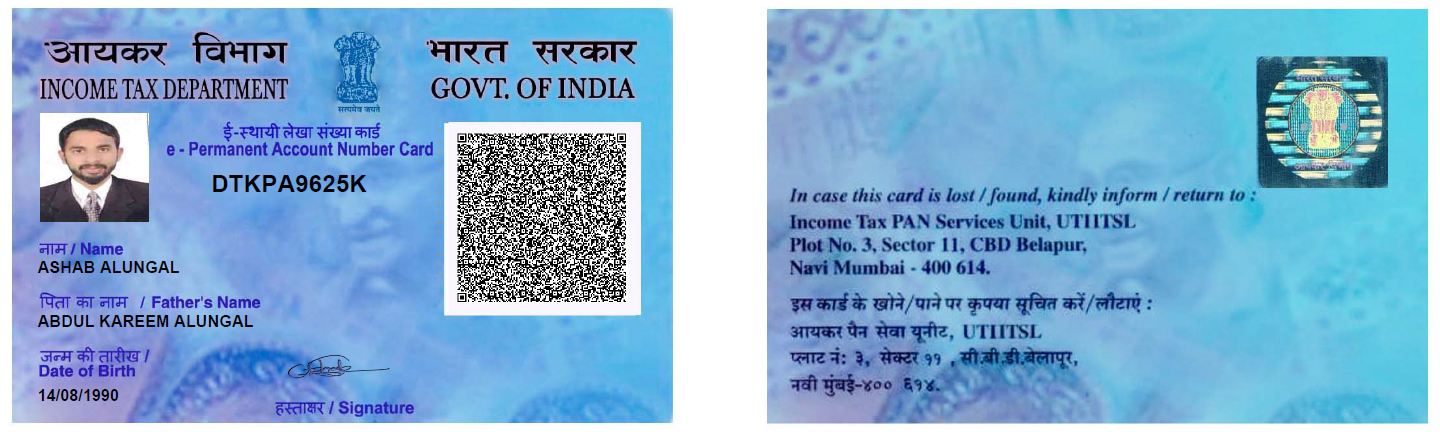 आयकर विभाग
INCOME TAX DEPARTMENT
सत्यमेव जयते
भारत सरकार
GOVT. OF INDIA
ई-स्थायी लेखा संख्या कार्ड
e - Permanent Account Number Card
DTKPA9625K
नाम / Name
ASHAB ALUNGAL
पिता का नाम / Father's Name
ABDUL KAREEM ALUNGAL
जन्म की तारीख /
Date of Birth
14/08/1990
हस्ताक्षर / Signature
In case this card is lost / found, kindly inform / return to :
Income Tax PAN Services Unit, UTIITSL
Plot No. 3, Sector 11, CBD Belapur,
Navi Mumbai - 400 614.
इस कार्ड के खोने/पाने पर कृपया सूचित करें/लौटाएं :
आयकर पैन सेवा यूनीट, UTIITSL
प्लाट नं: ३, सेक्टर ११ , सी.बी.डी.बेलापूर,
नवी मुंबई-४०० ६१४.